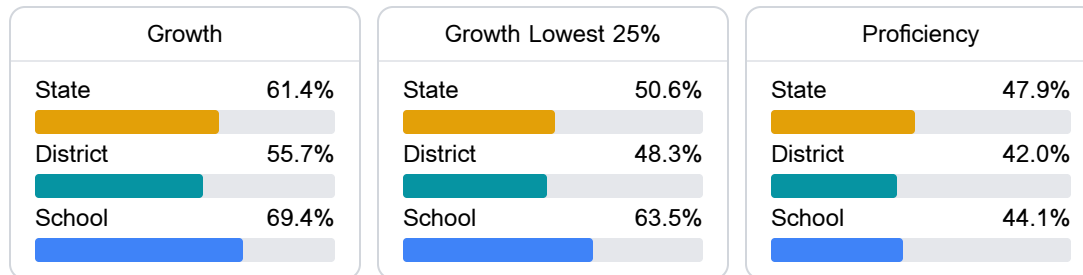 Growth
State 61.4%
District 55.7%
School 69.4%
Growth Lowest 25%
State 50.6%
District 48.3%
School 63.5%
Proficiency
State 47.9%
District 42.0%
School 44.1%